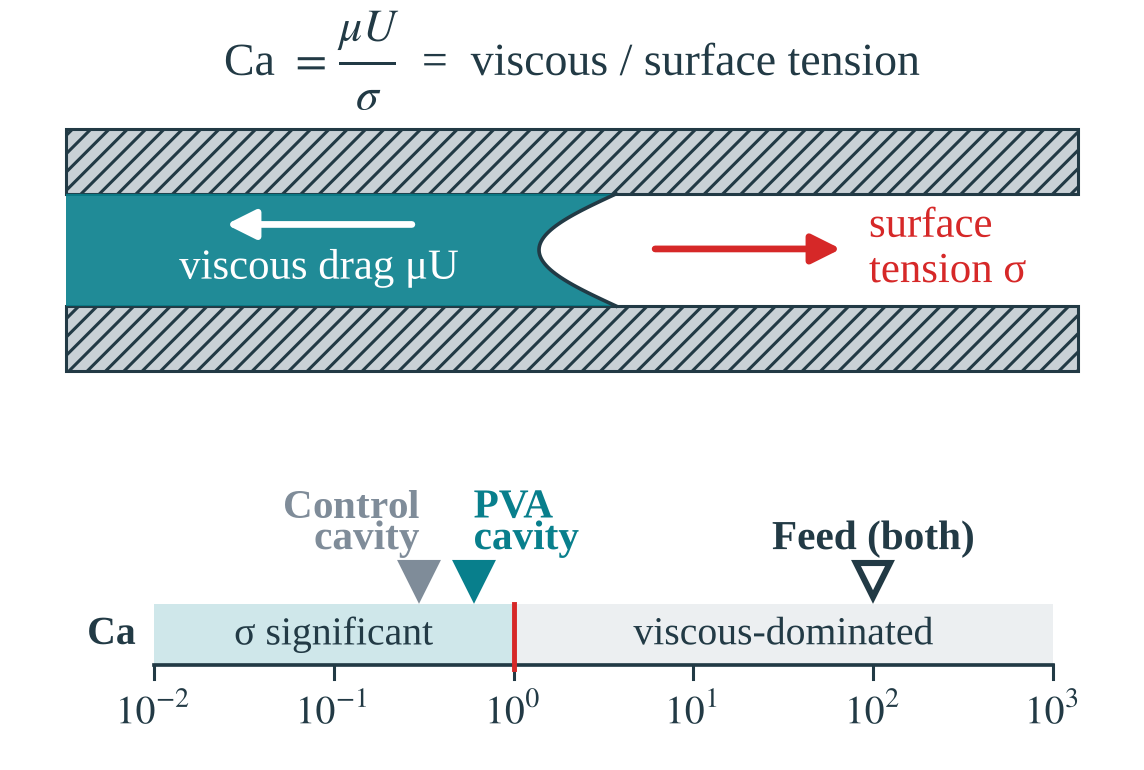 Ca = μU/σ = viscous / surface tension
viscous drag μU
surface
tension σ
Control
cavity
PVA
cavity
Feed (both)
Ca
σ significant
viscous-dominated
10⁻² 10⁻¹ 10⁰ 10¹ 10² 10³